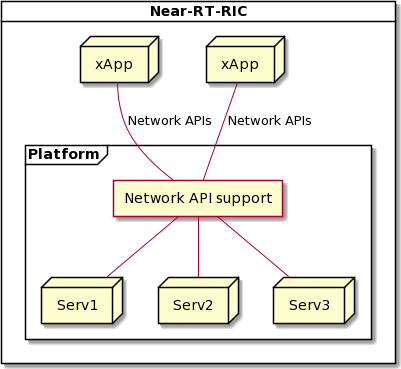 Near-RT-RIC
xApp
xApp
Network APIs
Network APIs
Platform
Network API support
Serv1
Serv2
Serv3